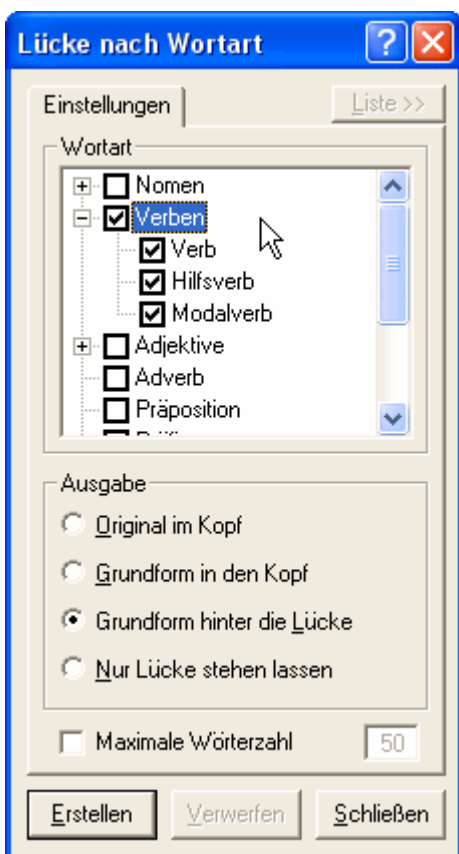 Lücke nach Wortart
Einstellungen
Liste >>
Wortart
Nomen
Verben
Verb
Hilfsverb
Modalverb
Adjektive
Adverb
Präposition
Ausgabe
Original im Kopf
Grundform in den Kopf
Grundform hinter die Lücke
Nur Lücke stehen lassen
Maximale Wörterzahl 50
Erstellen Verwerfen Schließen